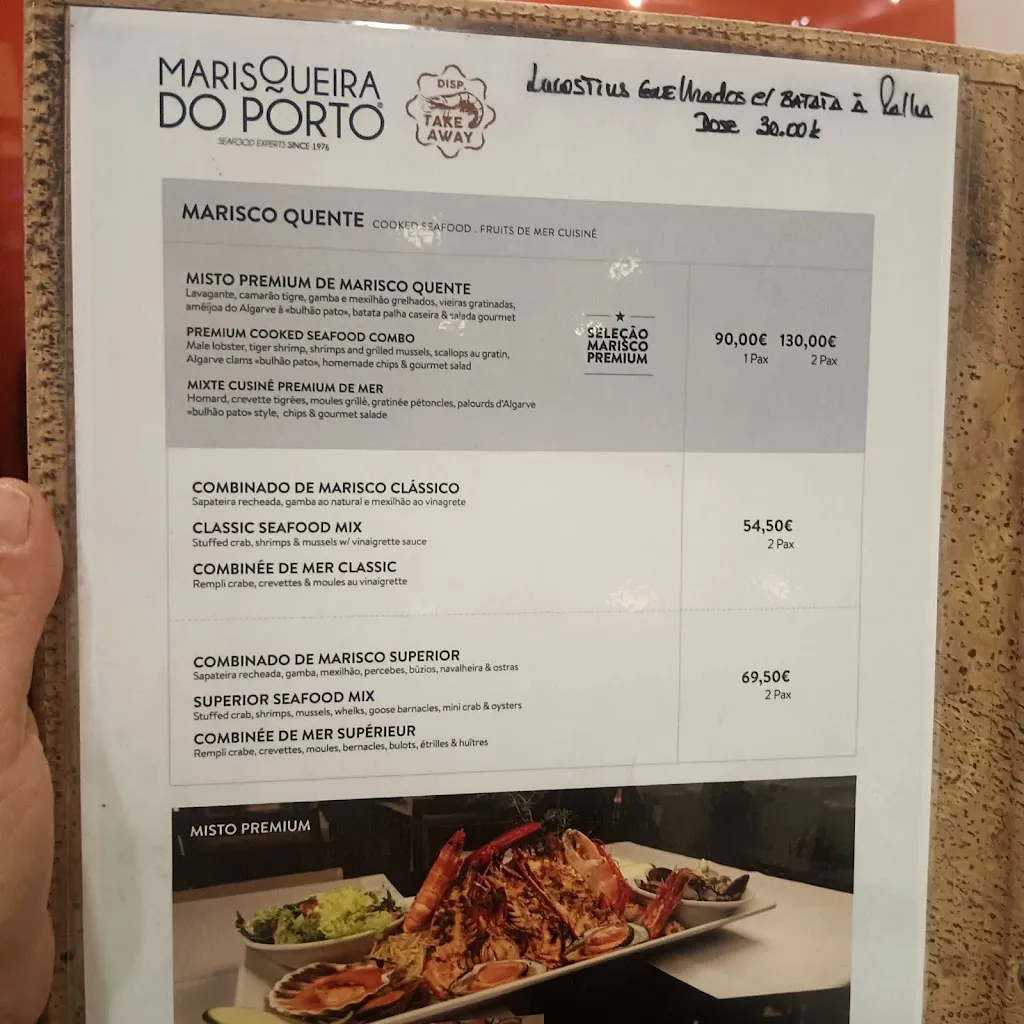 MARISQUEIRA
DO PORTO®
SEAFOOD EXPERTS SINCE 1976
DISP.
TAKE
AWAY
Lagostins Grelhados c/ BATATA À Palha
Dose 30.00€
MARISCO QUENTE COOKED SEAFOOD . FRUITS DE MER CUISINÉ
MISTO PREMIUM DE MARISCO QUENTE
Lavagante, camarão tigre, gamba e mexilhão grelhados, vieiras gratinadas,
amêijoa do Algarve à «bulhão pato», batata palha caseira & salada gourmet
PREMIUM COOKED SEAFOOD COMBO
Male lobster, tiger shrimp, shrimps and grilled mussels, scallops au gratin,
Algarve clams «bulhão pato», homemade chips & gourmet salad
MIXTE CUSINÉ PREMIUM DE MER
Homard, crevette tigrées, moules grillé, gratinée pétoncles, palourds d'Algarve
«bulhão pato» style, chips & gourmet salade
SELEÇÃO
MARISCO
PREMIUM
90,00€ 130,00€
1 Pax 2 Pax
COMBINADO DE MARISCO CLÁSSICO
Sapateira recheada, gamba ao natural e mexilhão ao vinagrete
CLASSIC SEAFOOD MIX
Stuffed crab, shrimps & mussels w/ vinaigrette sauce
COMBINÉE DE MER CLASSIC
Rempli crabe, crevettes & moules au vinaigrette
54,50€
2 Pax
COMBINADO DE MARISCO SUPERIOR
Sapateira recheada, gamba, mexilhão, percebes, búzios, navalheira & ostras
SUPERIOR SEAFOOD MIX
Stuffed crab, shrimps, mussels, whelks, goose barnacles, mini crab & oysters
COMBINÉE DE MER SUPÉRIEUR
Rempli crabe, crevettes, moules, bernacles, bulots, étrilles & huîtres
69,50€
2 Pax
MISTO PREMIUM